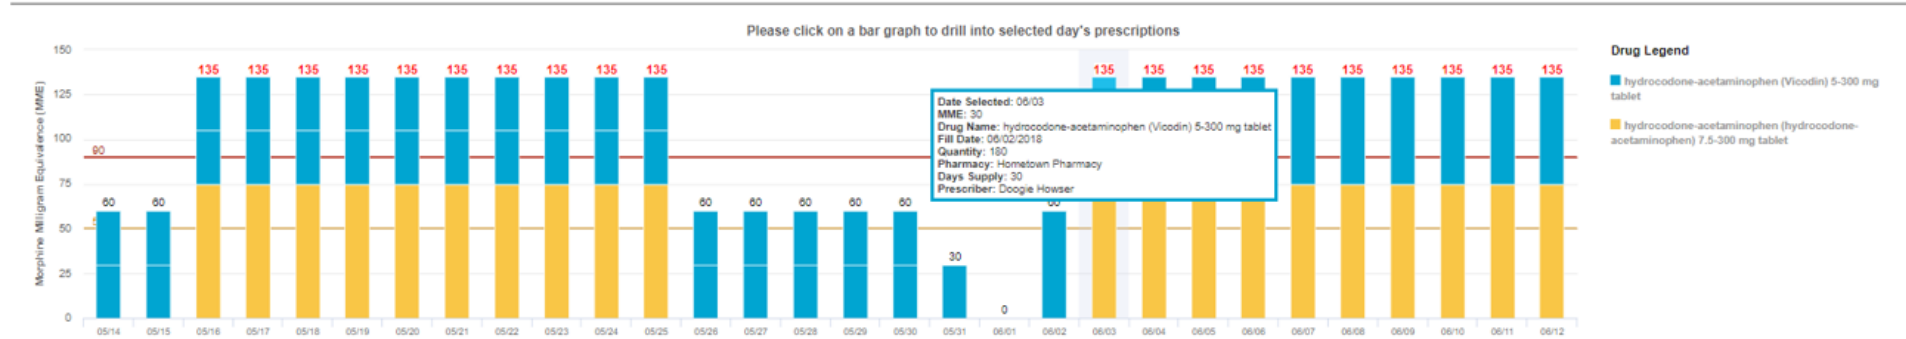 Please click on a bar graph to drill into selected day's prescriptions
Morphine Milligram Equivalence (MME)
150
125
100
75
50
25
0
90
60 60 135 135 135 135 135 135 135 135 135 135 60 60 60 60 60 30 0 60 135 135 135 135 135 135 135 135 135 135
Date Selected: 06/03
MME: 30
Drug Name: hydrocodone-acetaminophen (Vicodin) 5-300 mg tablet
Fill Date: 06/02/2018
Quantity: 180
Pharmacy: Hometown Pharmacy
Days Supply: 30
Prescriber: Doogie Howser
05/14 05/15 05/16 05/17 05/18 05/19 05/20 05/21 05/22 05/23 05/24 05/25 05/26 05/27 05/28 05/29 05/30 05/31 06/01 06/02 06/03 06/04 06/05 06/06 06/07 06/08 06/09 06/10 06/11 06/12
Drug Legend
hydrocodone-acetaminophen (Vicodin) 5-300 mg
tablet
hydrocodone-acetaminophen (hydrocodone-
acetaminophen) 7.5-300 mg tablet